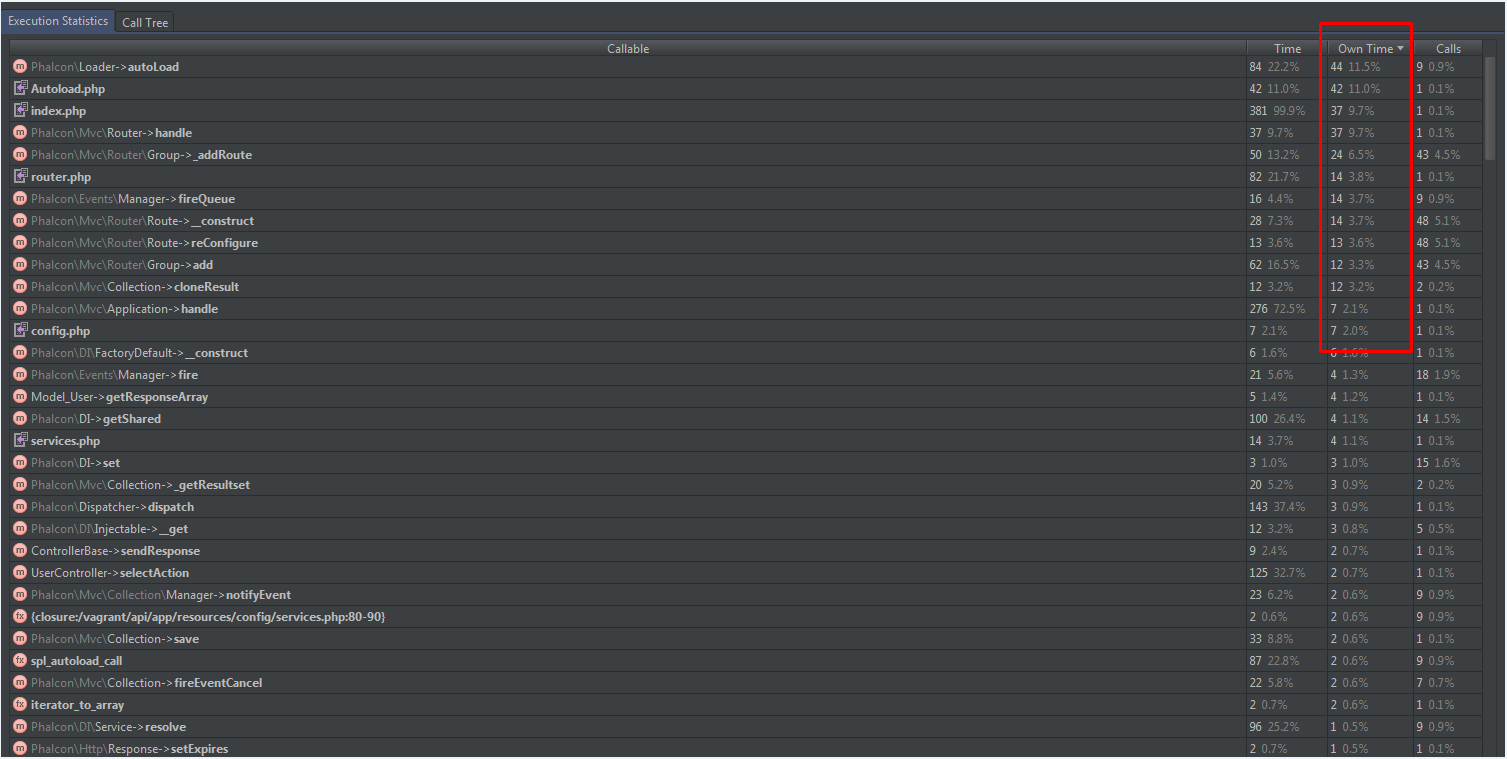 Execution Statistics Call Tree
Callable Time Own Time Calls
Phalcon\Loader->autoLoad 84 22.2% 44 11.5% 9 0.9%
Autoload.php 42 11.0% 42 11.0% 1 0.1%
index.php 381 99.9% 37 9.7% 1 0.1%
Phalcon\Mvc\Router->handle 37 9.7% 37 9.7% 1 0.1%
Phalcon\Mvc\Router\Group->_addRoute 50 13.2% 24 6.5% 43 4.5%
router.php 82 21.7% 14 3.8% 1 0.1%
Phalcon\Events\Manager->fireQueue 16 4.4% 14 3.7% 9 0.9%
Phalcon\Mvc\Router\Route->__construct 28 7.3% 14 3.7% 48 5.1%
Phalcon\Mvc\Router\Route->reConfigure 13 3.6% 13 3.6% 48 5.1%
Phalcon\Mvc\Router\Group->add 62 16.5% 12 3.3% 43 4.5%
Phalcon\Mvc\Collection->cloneResult 12 3.2% 12 3.2% 2 0.2%
Phalcon\Mvc\Application->handle 276 72.5% 7 2.1% 1 0.1%
config.php 7 2.1% 7 2.0% 1 0.1%
Phalcon\DI\FactoryDefault->__construct 6 1.6% 6 1.6% 1 0.1%
Phalcon\Events\Manager->fire 21 5.6% 4 1.3% 18 1.9%
Model_User->getResponseArray 5 1.4% 4 1.2% 1 0.1%
Phalcon\DI->getShared 100 26.4% 4 1.1% 14 1.5%
services.php 14 3.7% 4 1.1% 1 0.1%
Phalcon\DI->set 3 1.0% 3 1.0% 15 1.6%
Phalcon\Mvc\Collection->_getResultset 20 5.2% 3 0.9% 2 0.2%
Phalcon\Dispatcher->dispatch 143 37.4% 3 0.9% 1 0.1%
Phalcon\DI\Injectable->__get 12 3.2% 3 0.8% 5 0.5%
ControllerBase->sendResponse 9 2.4% 2 0.7% 1 0.1%
UserController->selectAction 125 32.7% 2 0.7% 1 0.1%
Phalcon\Mvc\Collection\Manager->notifyEvent 23 6.2% 2 0.6% 9 0.9%
{closure:/vagrant/api/app/resources/config/services.php:80-90} 2 0.6% 2 0.6% 9 0.9%
Phalcon\Mvc\Collection->save 33 8.8% 2 0.6% 1 0.1%
spl_autoload_call 87 22.8% 2 0.6% 9 0.9%
Phalcon\Mvc\Collection->fireEventCancel 22 5.8% 2 0.6% 7 0.7%
iterator_to_array 2 0.7% 2 0.6% 1 0.1%
Phalcon\DI\Service->resolve 96 25.2% 1 0.5% 9 0.9%
Phalcon\Http\Response->setExpires 2 0.7% 1 0.5% 1 0.1%